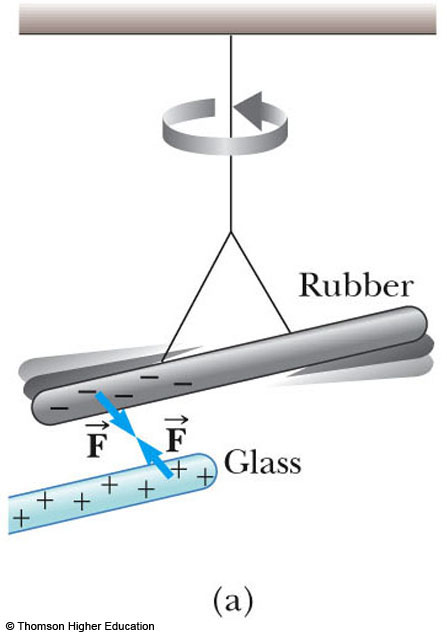 Rubber
− − − − −
F F
Glass
+ + + + + + + +
(a)
© Thomson Higher Education